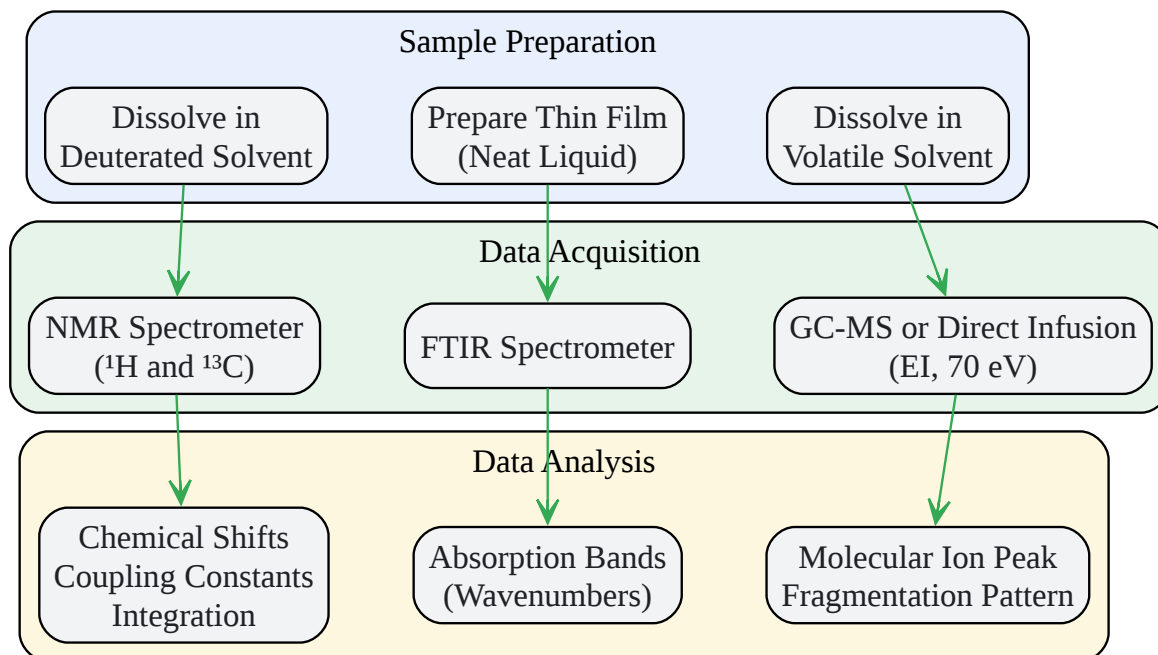 Sample Preparation
Dissolve in
Deuterated Solvent
Prepare Thin Film
(Neat Liquid)
Dissolve in
Volatile Solvent
Data Acquisition
NMR Spectrometer
(¹H and ¹³C)
FTIR Spectrometer
GC-MS or Direct Infusion
(EI, 70 eV)
Data Analysis
Chemical Shifts
Coupling Constants
Integration
Absorption Bands
(Wavenumbers)
Molecular Ion Peak
Fragmentation Pattern